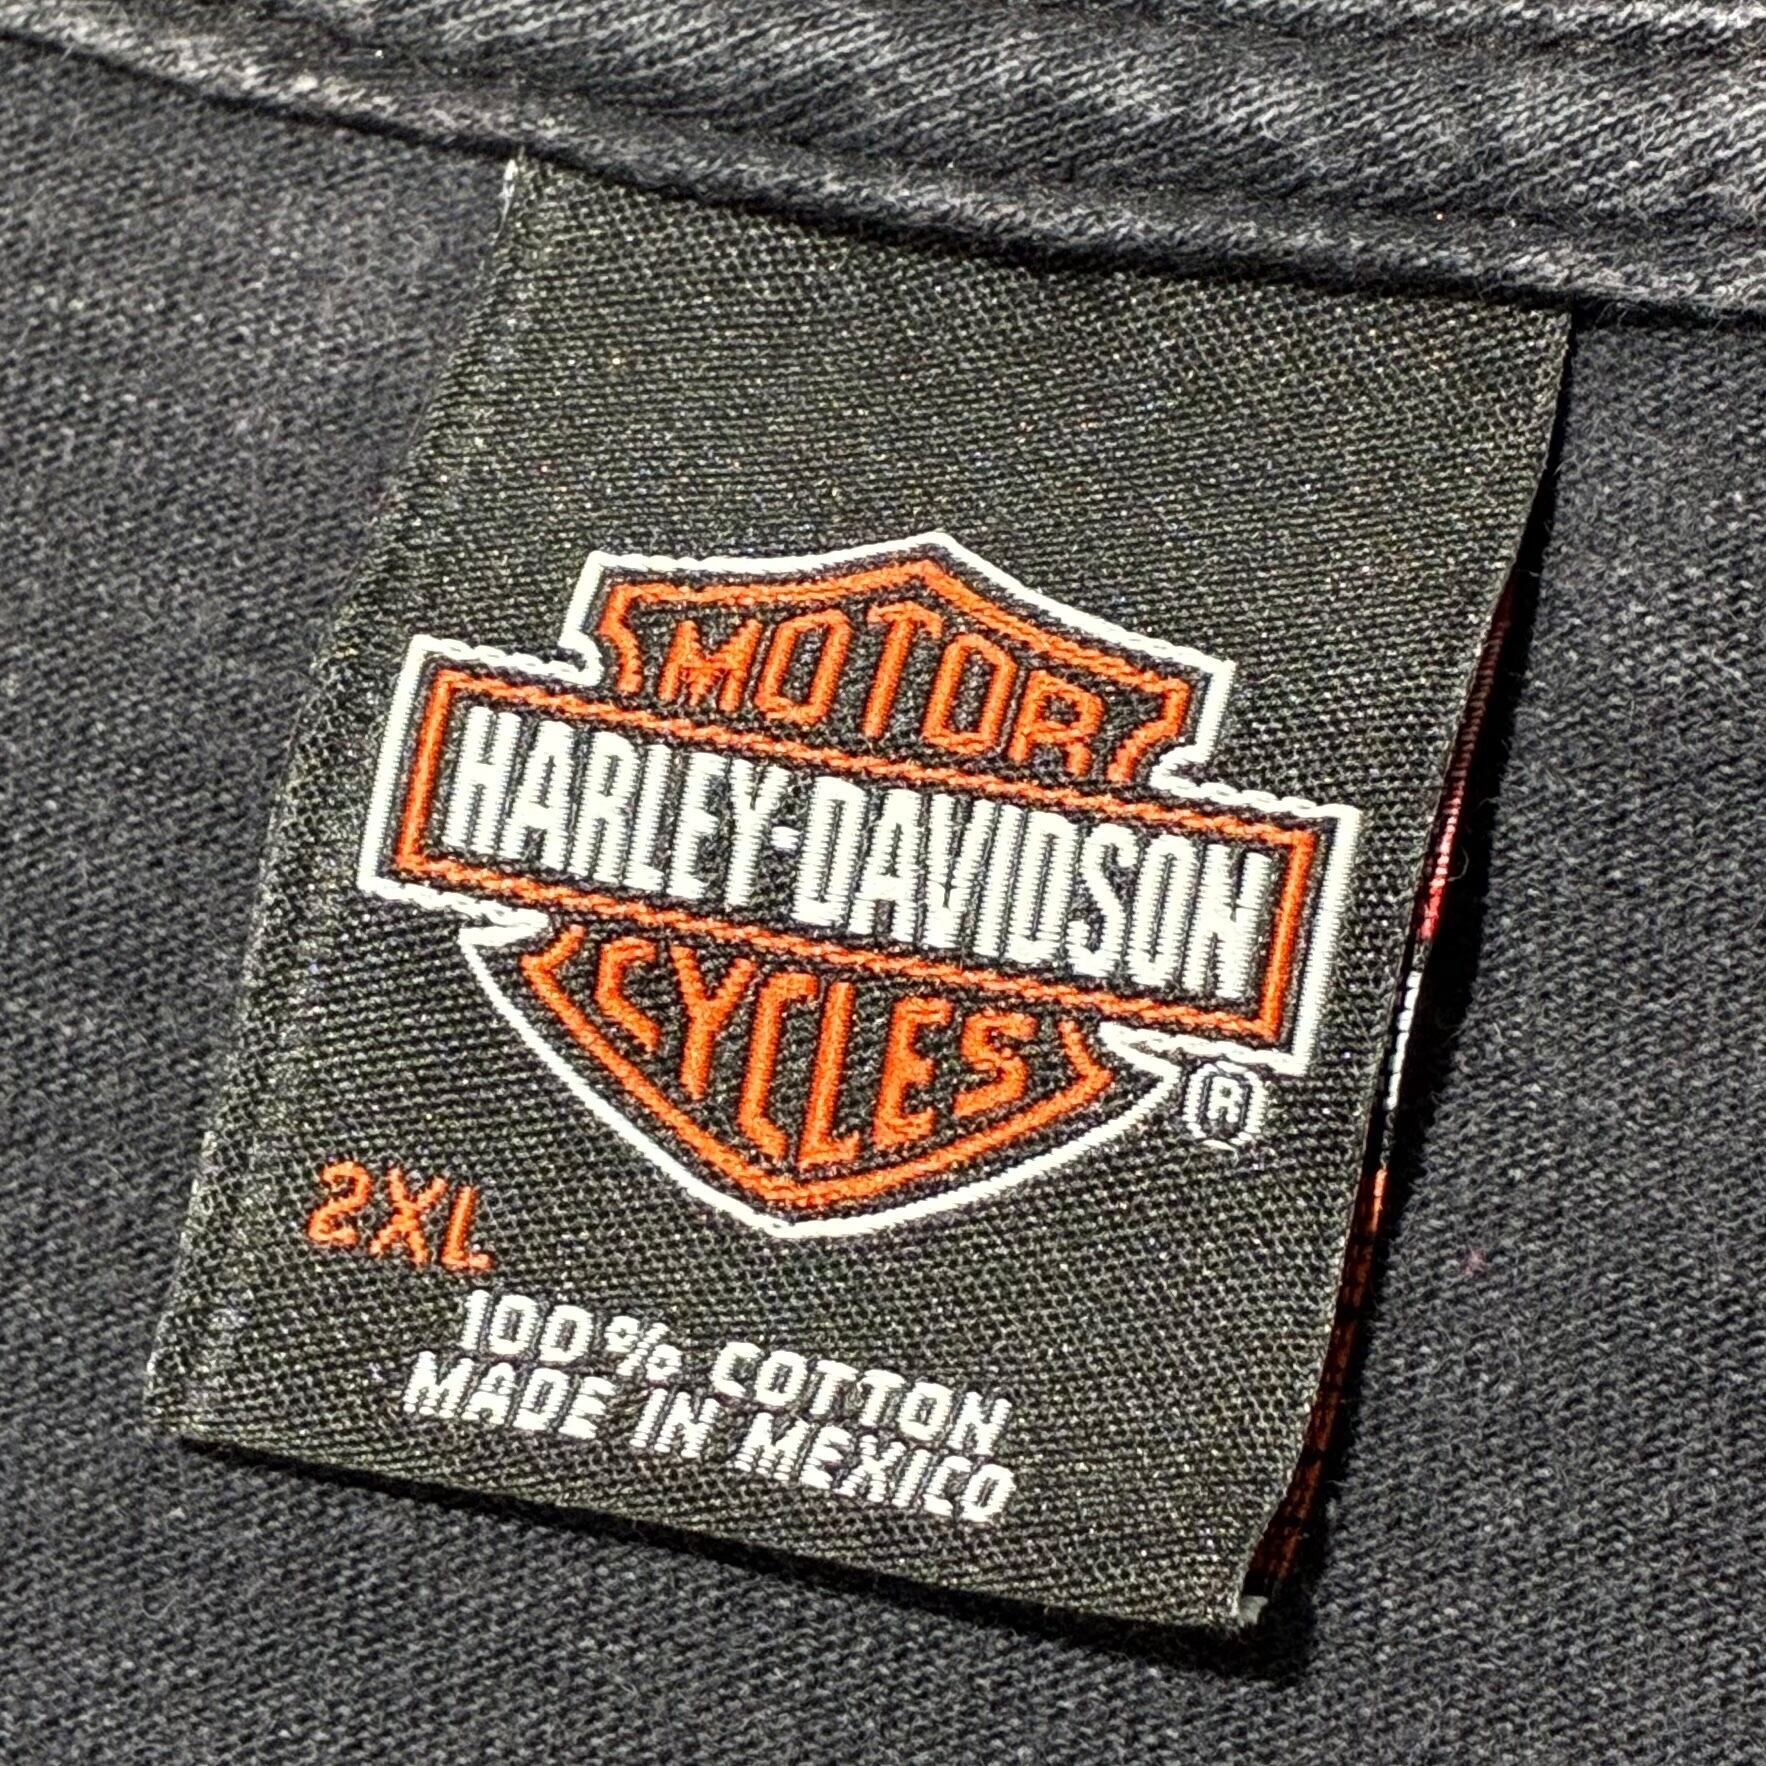 MOTOR
HARLEY-DAVIDSON
CYCLES
®
2XL
100% COTTON
MADE IN MEXICO